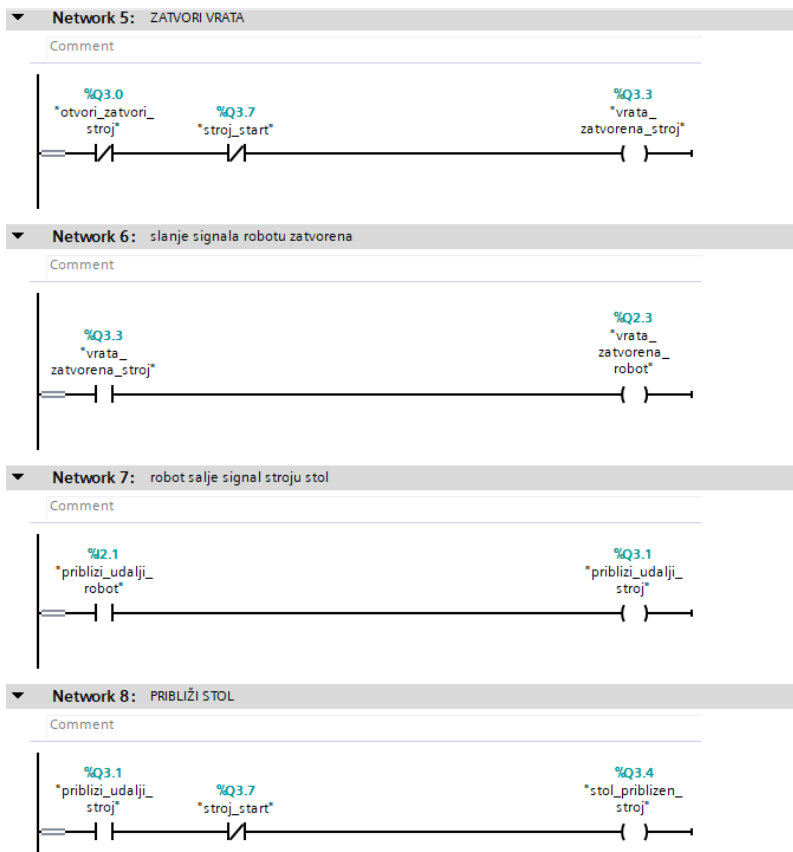 Network 5: ZATVORI VRATA
Comment
%Q3.0
"otvori_zatvori_
stroj"
%Q3.7
"stroj_start"
%Q3.3
"vrata_
zatvorena_stroj"
Network 6: slanje signala robotu zatvorena
Comment
%Q3.3
"vrata_
zatvorena_stroj"
%Q2.3
"vrata_
zatvorena_
robot"
Network 7: robot salje signal stroju stol
Comment
%I2.1
"priblizi_udalji_
robot"
%Q3.1
"priblizi_udalji_
stroj"
Network 8: PRIBLIŽI STOL
Comment
%Q3.1
"priblizi_udalji_
stroj"
%Q3.7
"stroj_start"
%Q3.4
"stol_priblizen_
stroj"